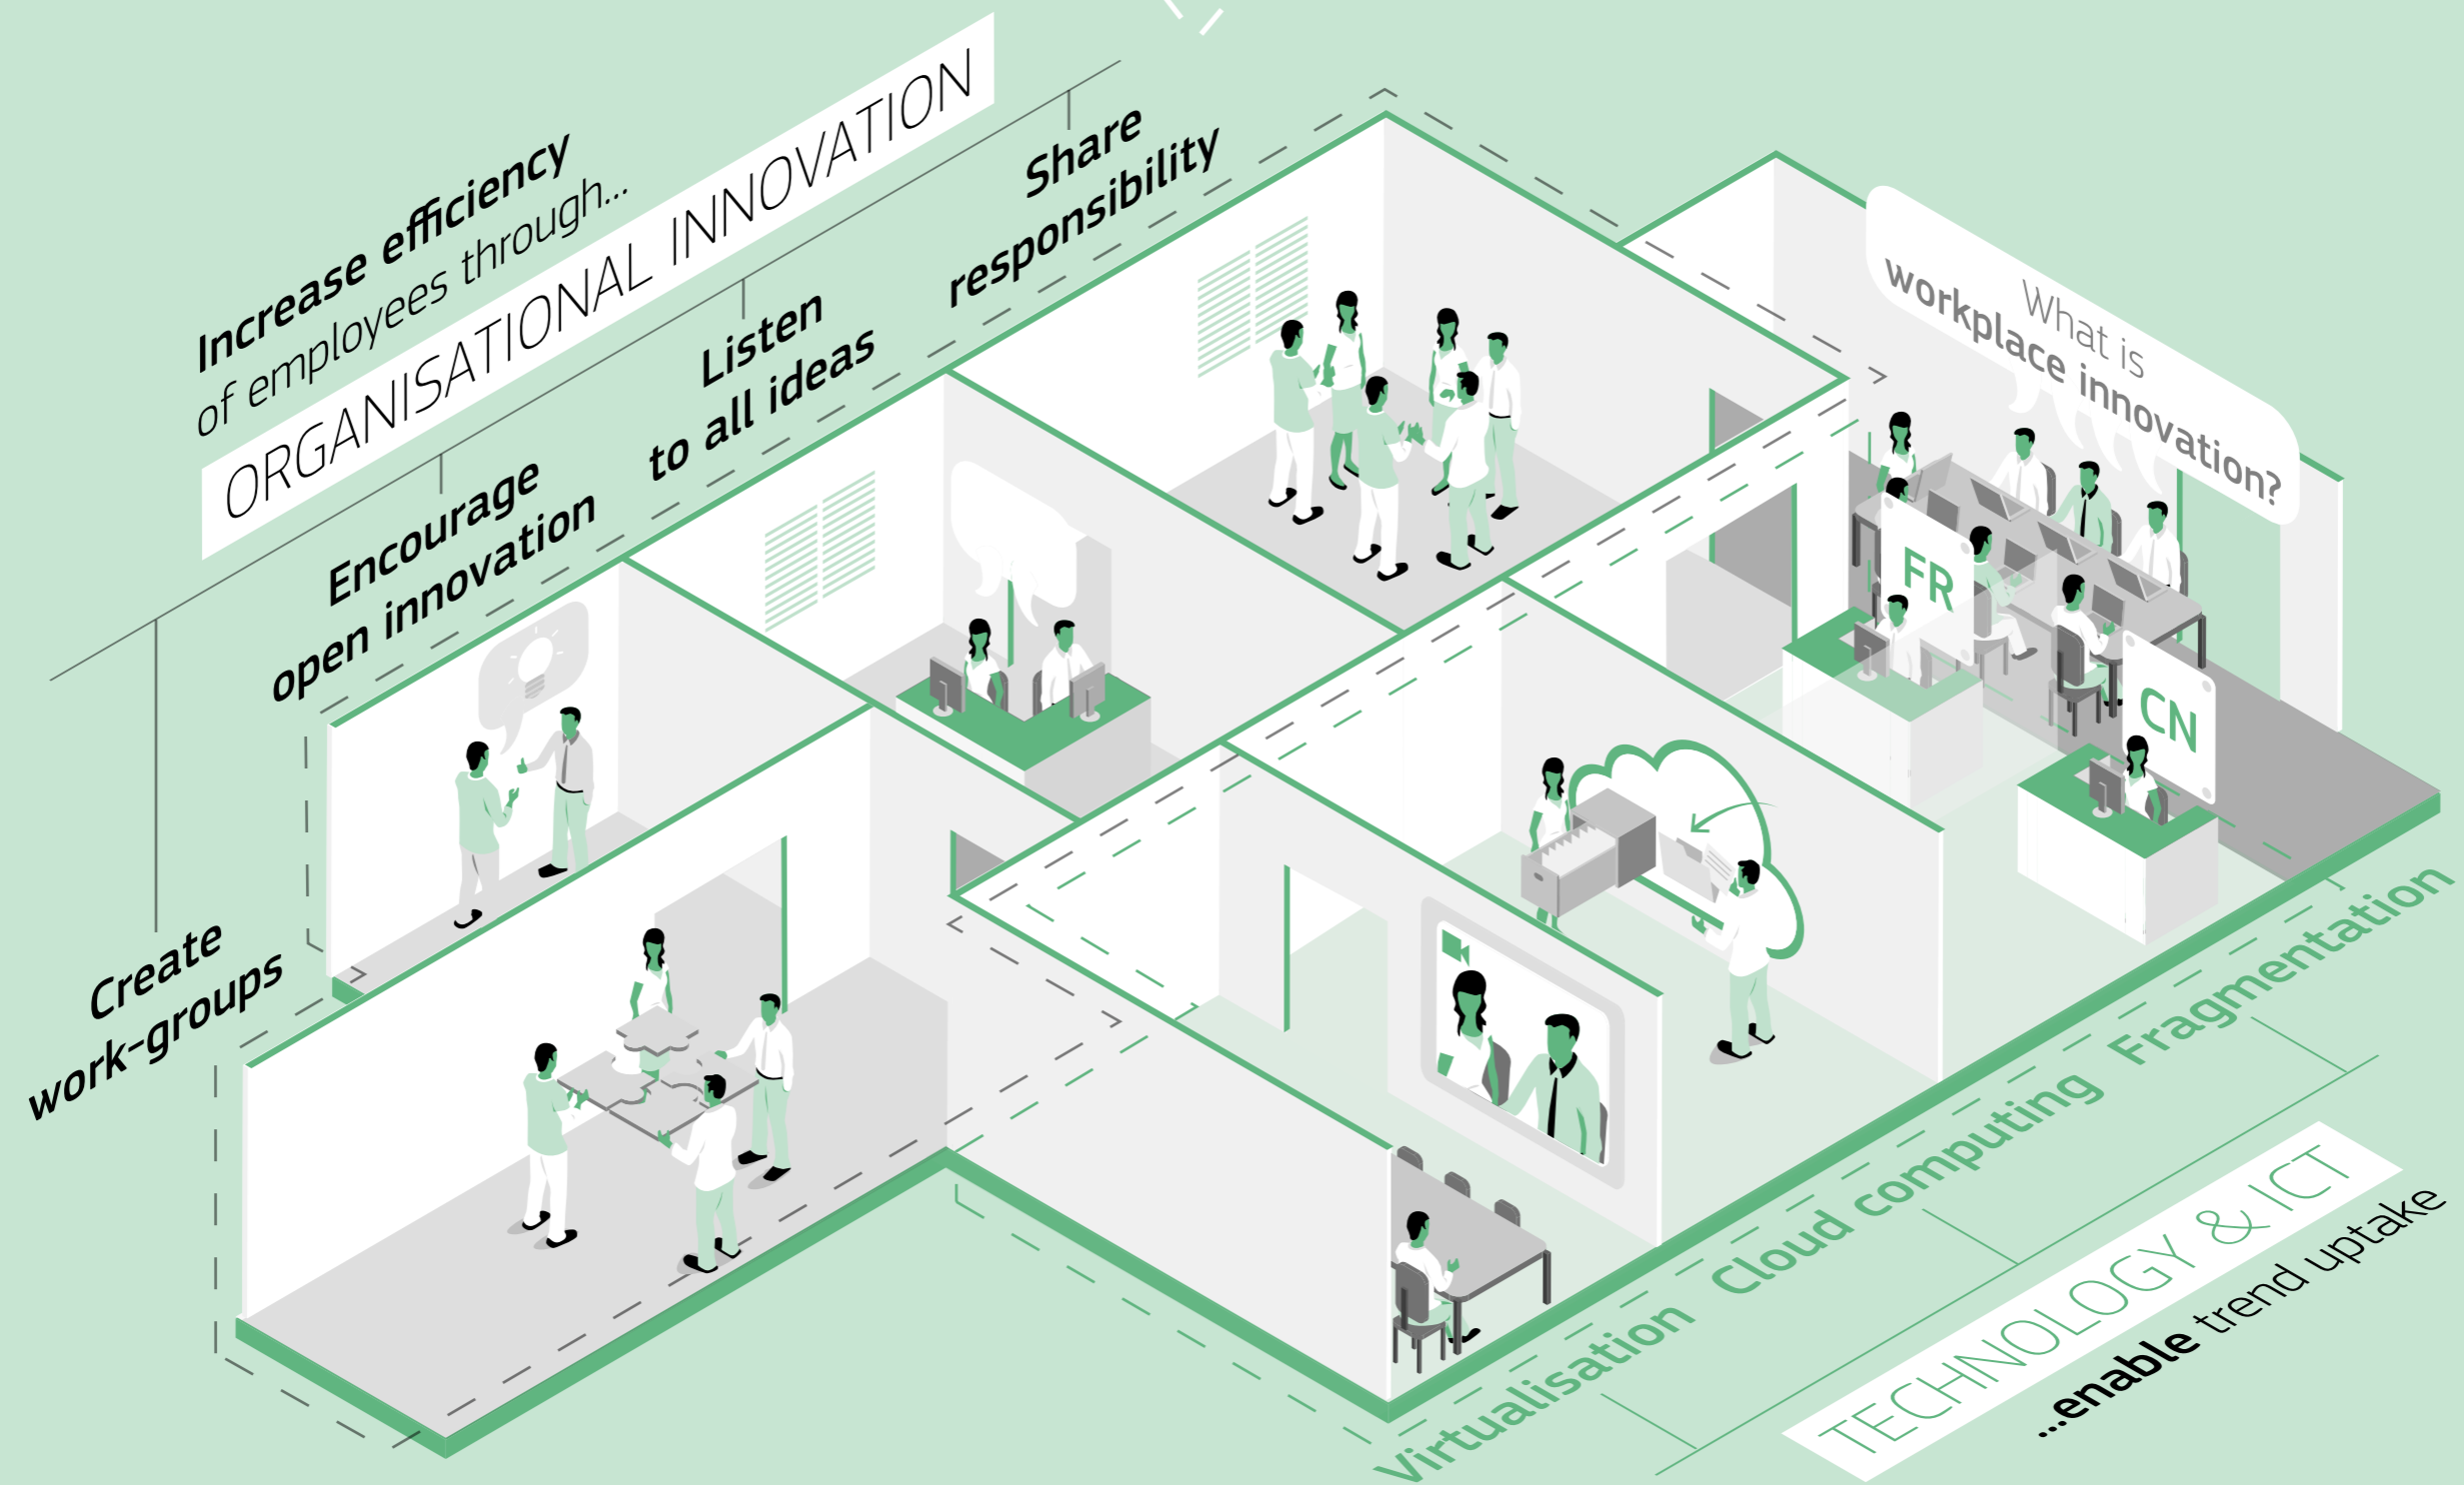 Increase efficiency
of employees through...
ORGANISATIONAL INNOVATION
Create
work-groups
Encourage
open innovation
Listen
to all ideas
Share
responsibility
What is
workplace innovation?
FR
CN
Virtualisation
Cloud computing
Fragmentation
TECHNOLOGY & ICT
...enable trend uptake